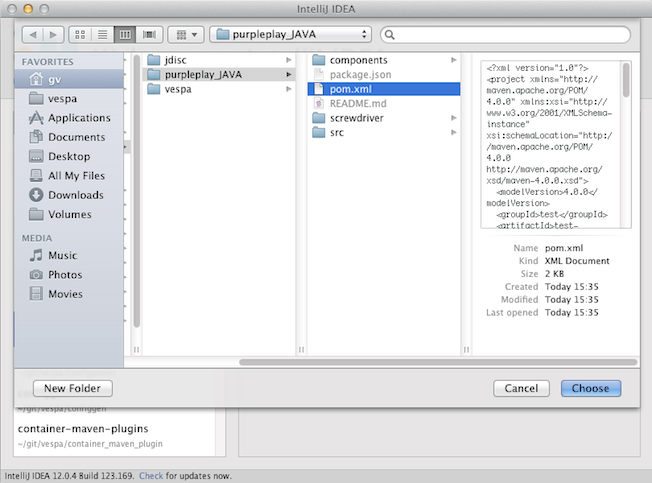 IntelliJ IDEA
purpleplay_JAVA
FAVORITES
gv
vespa
Applications
Documents
Desktop
All My Files
Downloads
Volumes
MEDIA
Music
Photos
Movies
jdisc
purpleplay_JAVA
vespa
components
package.json
pom.xml
README.md
screwdriver
src
<?xml version="1.0"?>
<project xmlns="http://
maven.apache.org/POM/
4.0.0" xmlns:xsi="http://
www.w3.org/2001/XMLSchema-
instance"
xsi:schemaLocation="http:/
/maven.apache.org/POM/
4.0.0
http://maven.apache.org/
xsd/maven-4.0.0.xsd">
<modelVersion>4.0.0</
modelVersion>
<groupId>test</groupId>
<artifactId>test-
Name pom.xml
Kind XML Document
Size 2 KB
Created Today 15:35
Modified Today 15:35
Last opened Today 15:35
New Folder
Cancel
Choose
~/git/vespa/configgen
container-maven-plugins
~/git/vespa/container_maven_plugin
IntelliJ IDEA 12.0.4 Build 123.169. Check for updates now.